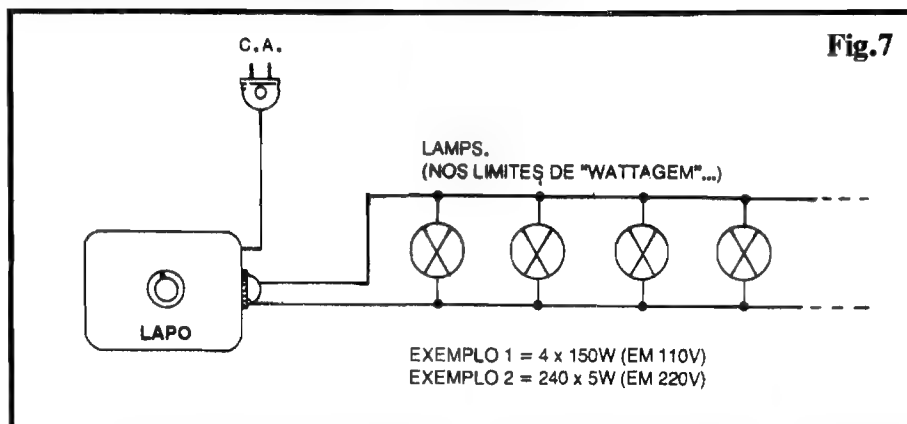 C.A.
Fig.7
LAMPS.
(NOS LIMITES DE "WATTAGEM"...)
LAPO
EXEMPLO 1 = 4 x 150W (EM 110V)
EXEMPLO 2 = 240 x 5W (EM 220V)